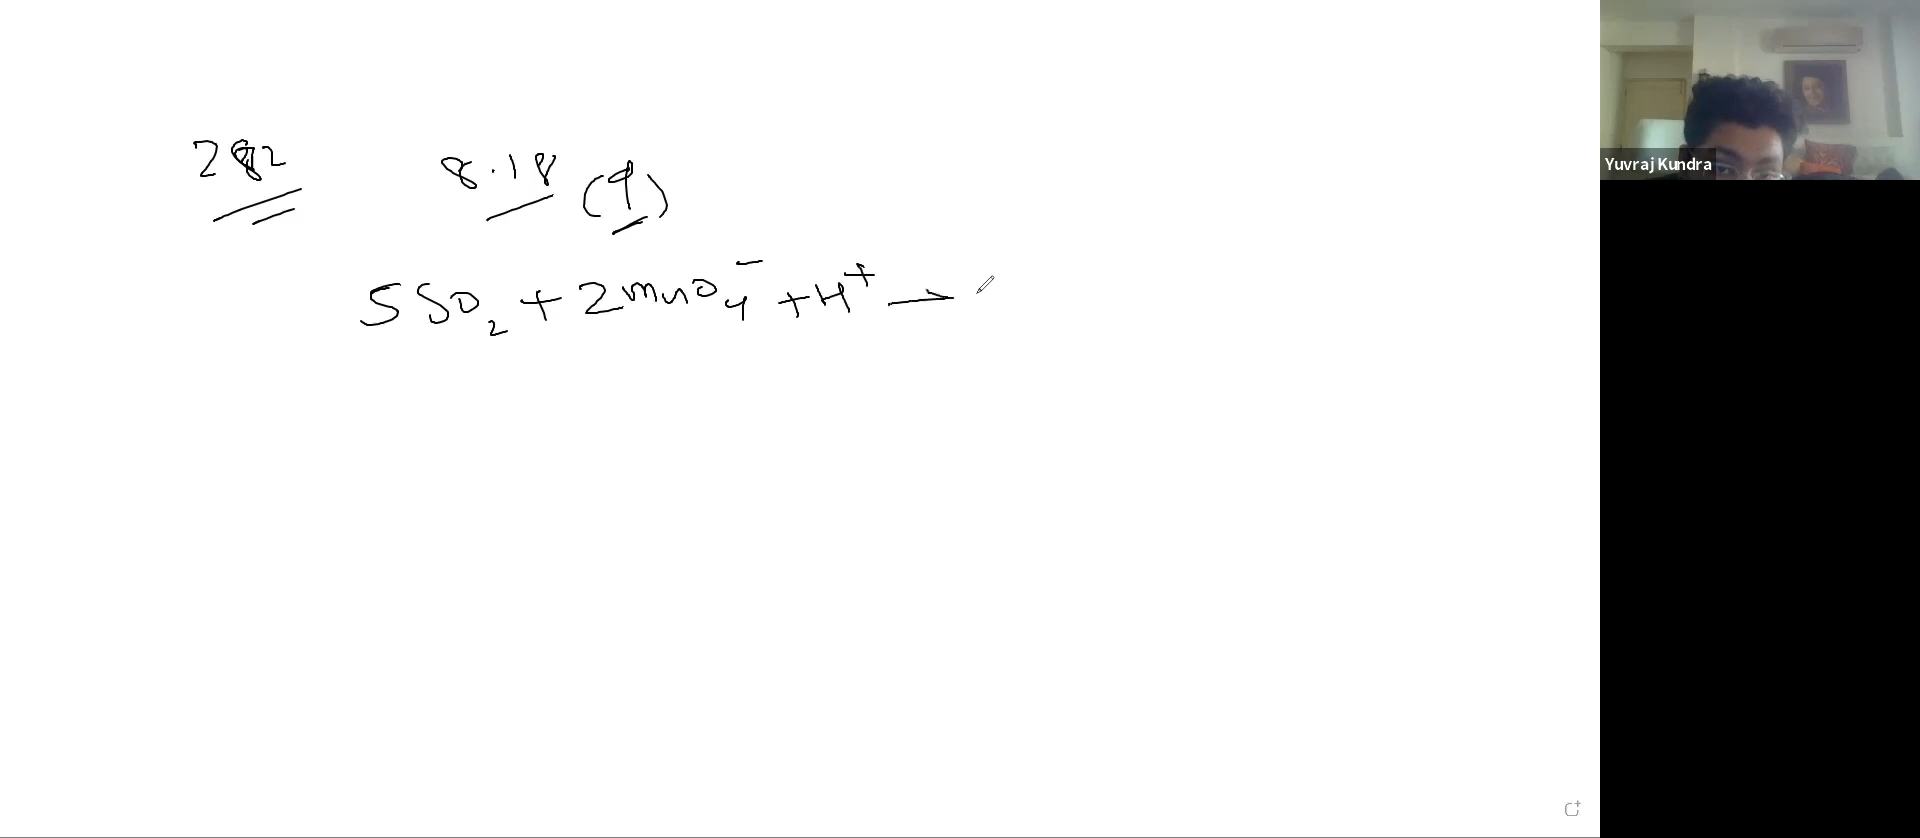 282 8.18 (9)
Yuvraj Kundra
5SO₂ + 2MnO₄⁻ + H⁺ →